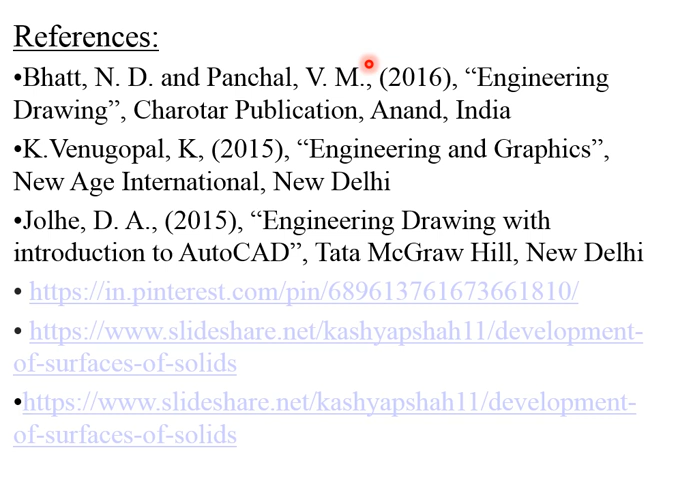 References:
•Bhatt, N. D. and Panchal, V. M., (2016), “Engineering
Drawing”, Charotar Publication, Anand, India
•K.Venugopal, K, (2015), “Engineering and Graphics”,
New Age International, New Delhi
•Jolhe, D. A., (2015), “Engineering Drawing with
introduction to AutoCAD”, Tata McGraw Hill, New Delhi
• https://in.pinterest.com/pin/689613761673661810/
• https://www.slideshare.net/kashyapshah11/development-
of-surfaces-of-solids
•https://www.slideshare.net/kashyapshah11/development-
of-surfaces-of-solids